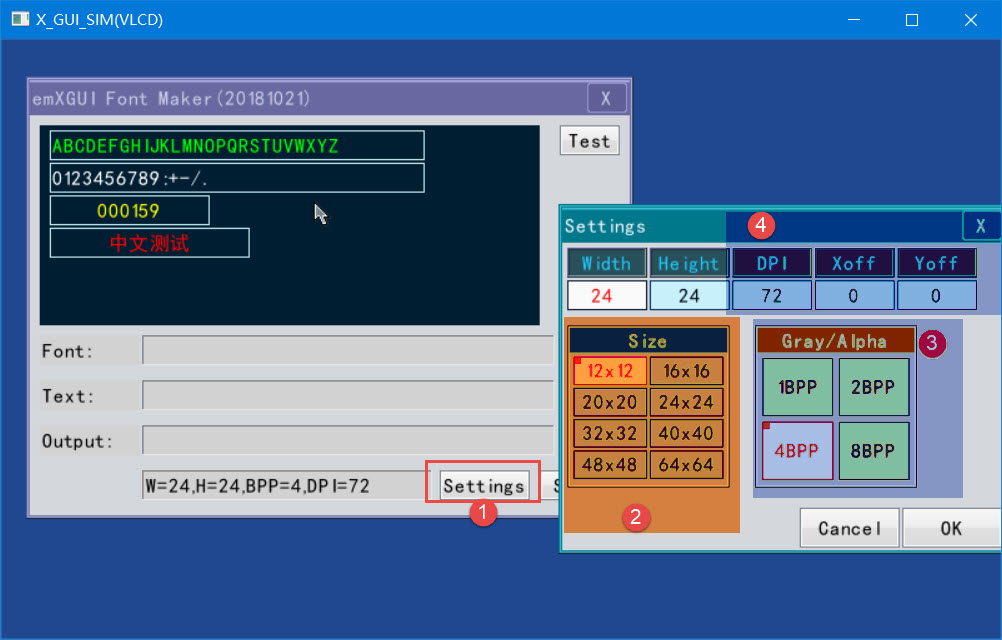 X_GUI_SIM(VLCD)
emXGUI Font Maker(20181021)
X
ABCDEFGHIJKLMNOPQRSTUVWXYZ
0123456789:+-/.
000159
中文测试
Test
Font:
Text:
Output:
W=24,H=24,BPP=4,DPI=72
Settings
1
Settings
4
X
Width Height DPI Xoff Yoff
24 24 72 0 0
Size
12x12 16x16
20x20 24x24
32x32 40x40
48x48 64x64
2
Gray/Alpha
3
1BPP 2BPP
4BPP 8BPP
Cancel OK